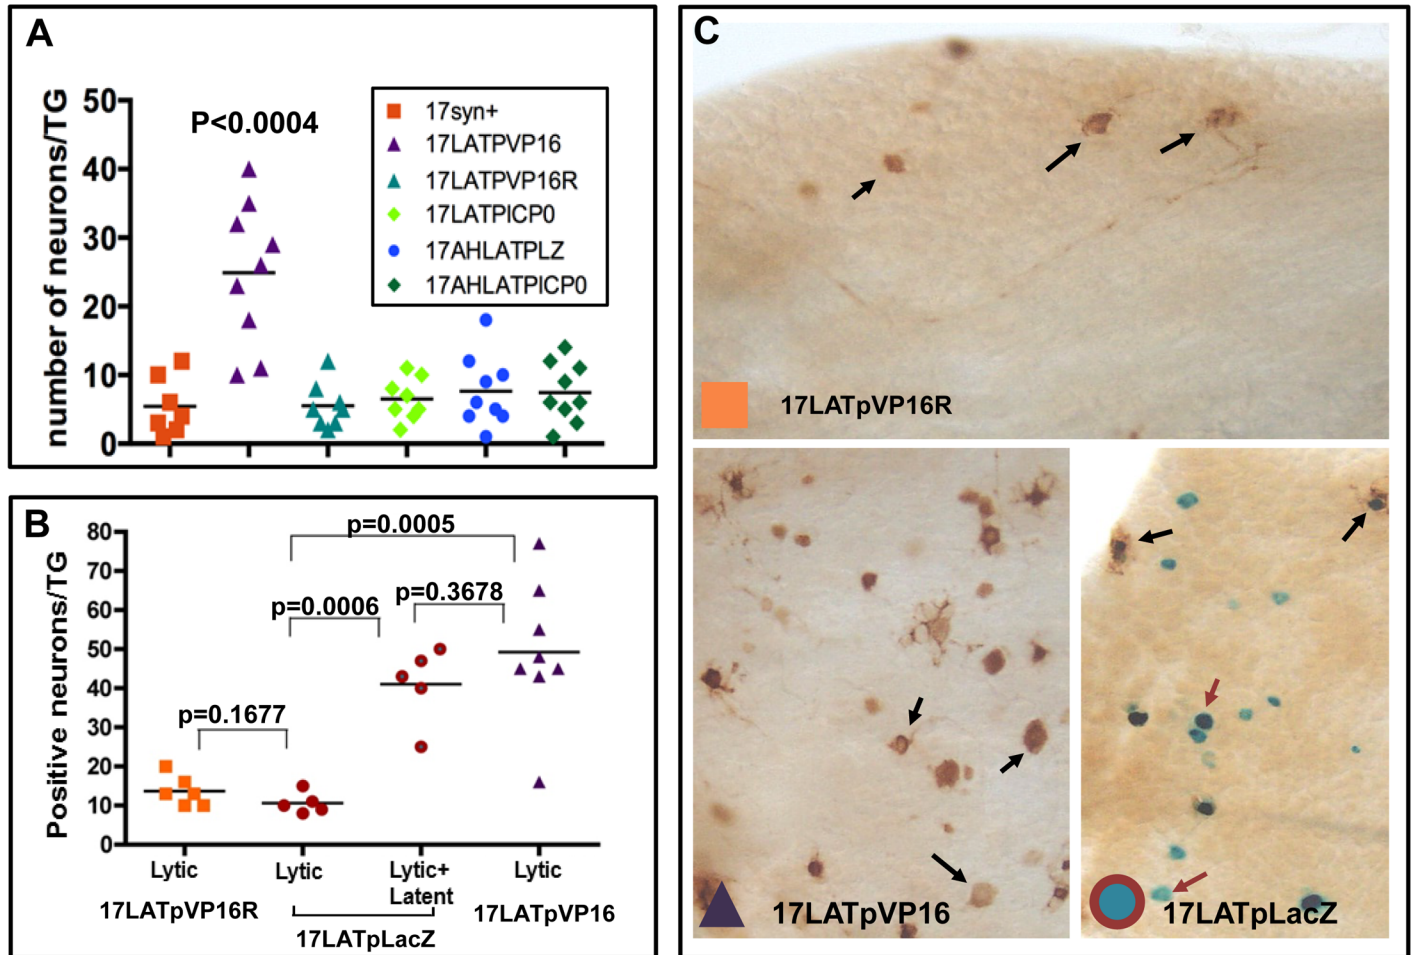 A
number of neurons/TG
50
40
30
20
10
0
P<0.0004
17syn+
17LATPVP16
17LATPVP16R
17LATPICP0
17AHLATPLZ
17AHLATPICP0
B
Positive neurons/TG
80
70
60
50
40
30
20
10
0
p=0.0005
p=0.0006
p=0.3678
p=0.1677
Lytic
Lytic
Lytic+
Latent
Lytic
17LATpVP16R
17LATpLacZ
17LATpVP16
C
17LATpVP16R
17LATpVP16
17LATpLacZ